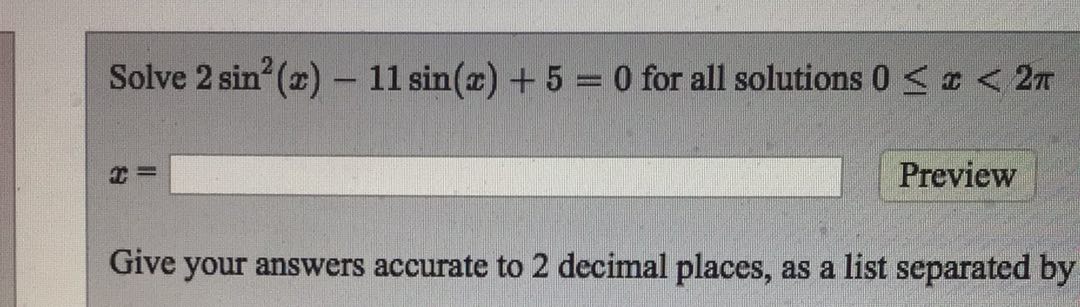 Solve 2 sin²(x) − 11 sin(x) + 5 = 0 for all solutions 0 ≤ x < 2π
x =
Preview
Give your answers accurate to 2 decimal places, as a list separated by